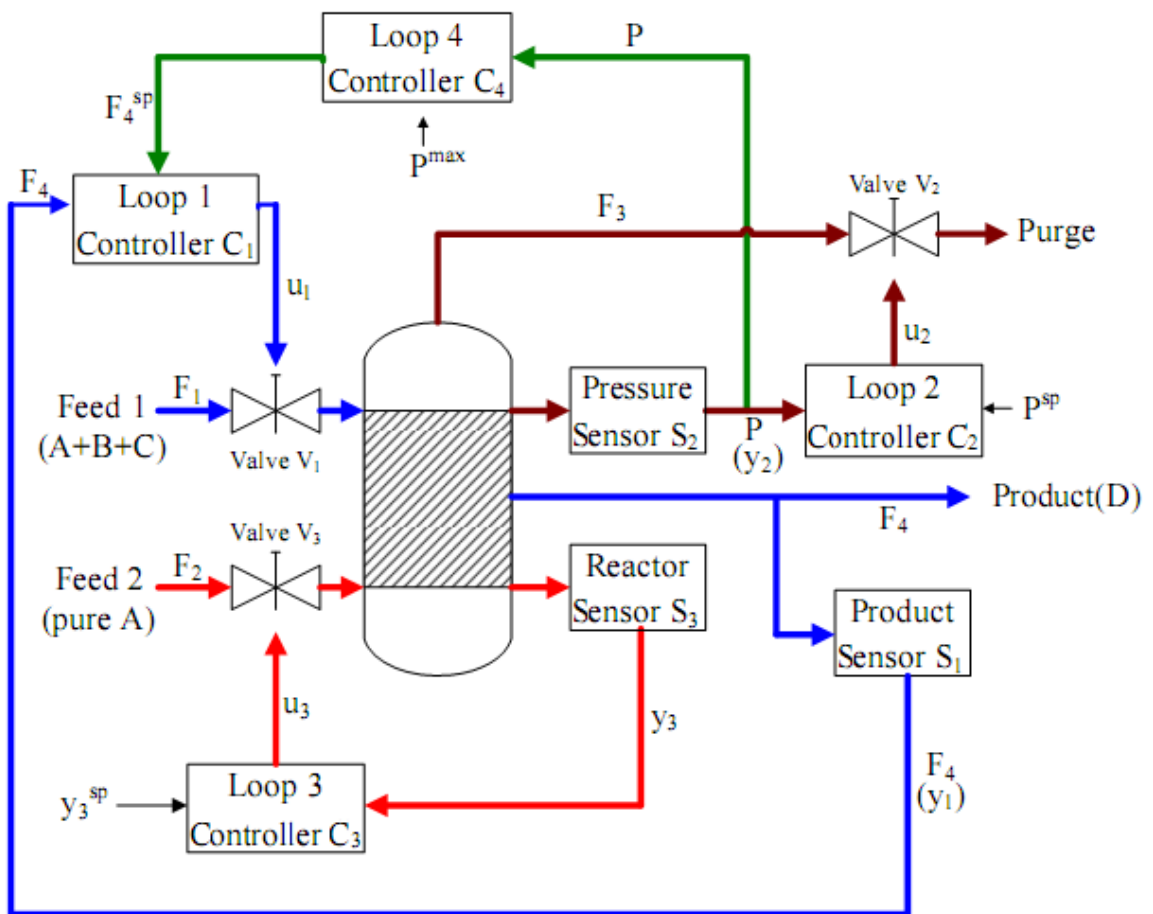 Loop 4
Controller C₄
P
F₄ˢᵖ
Pᵐᵃˣ
F₄
Loop 1
Controller C₁
Valve V₂
F₃
Purge
u₁
u₂
Feed 1
(A+B+C)
F₁
Valve V₁
Pressure
Sensor S₂
P
(y₂)
Loop 2
Controller C₂
Pˢᵖ
Product(D)
F₄
Valve V₃
Feed 2
(pure A)
F₂
Reactor
Sensor S₃
Product
Sensor S₁
u₃
y₃
F₄
(y₁)
y₃ˢᵖ
Loop 3
Controller C₃